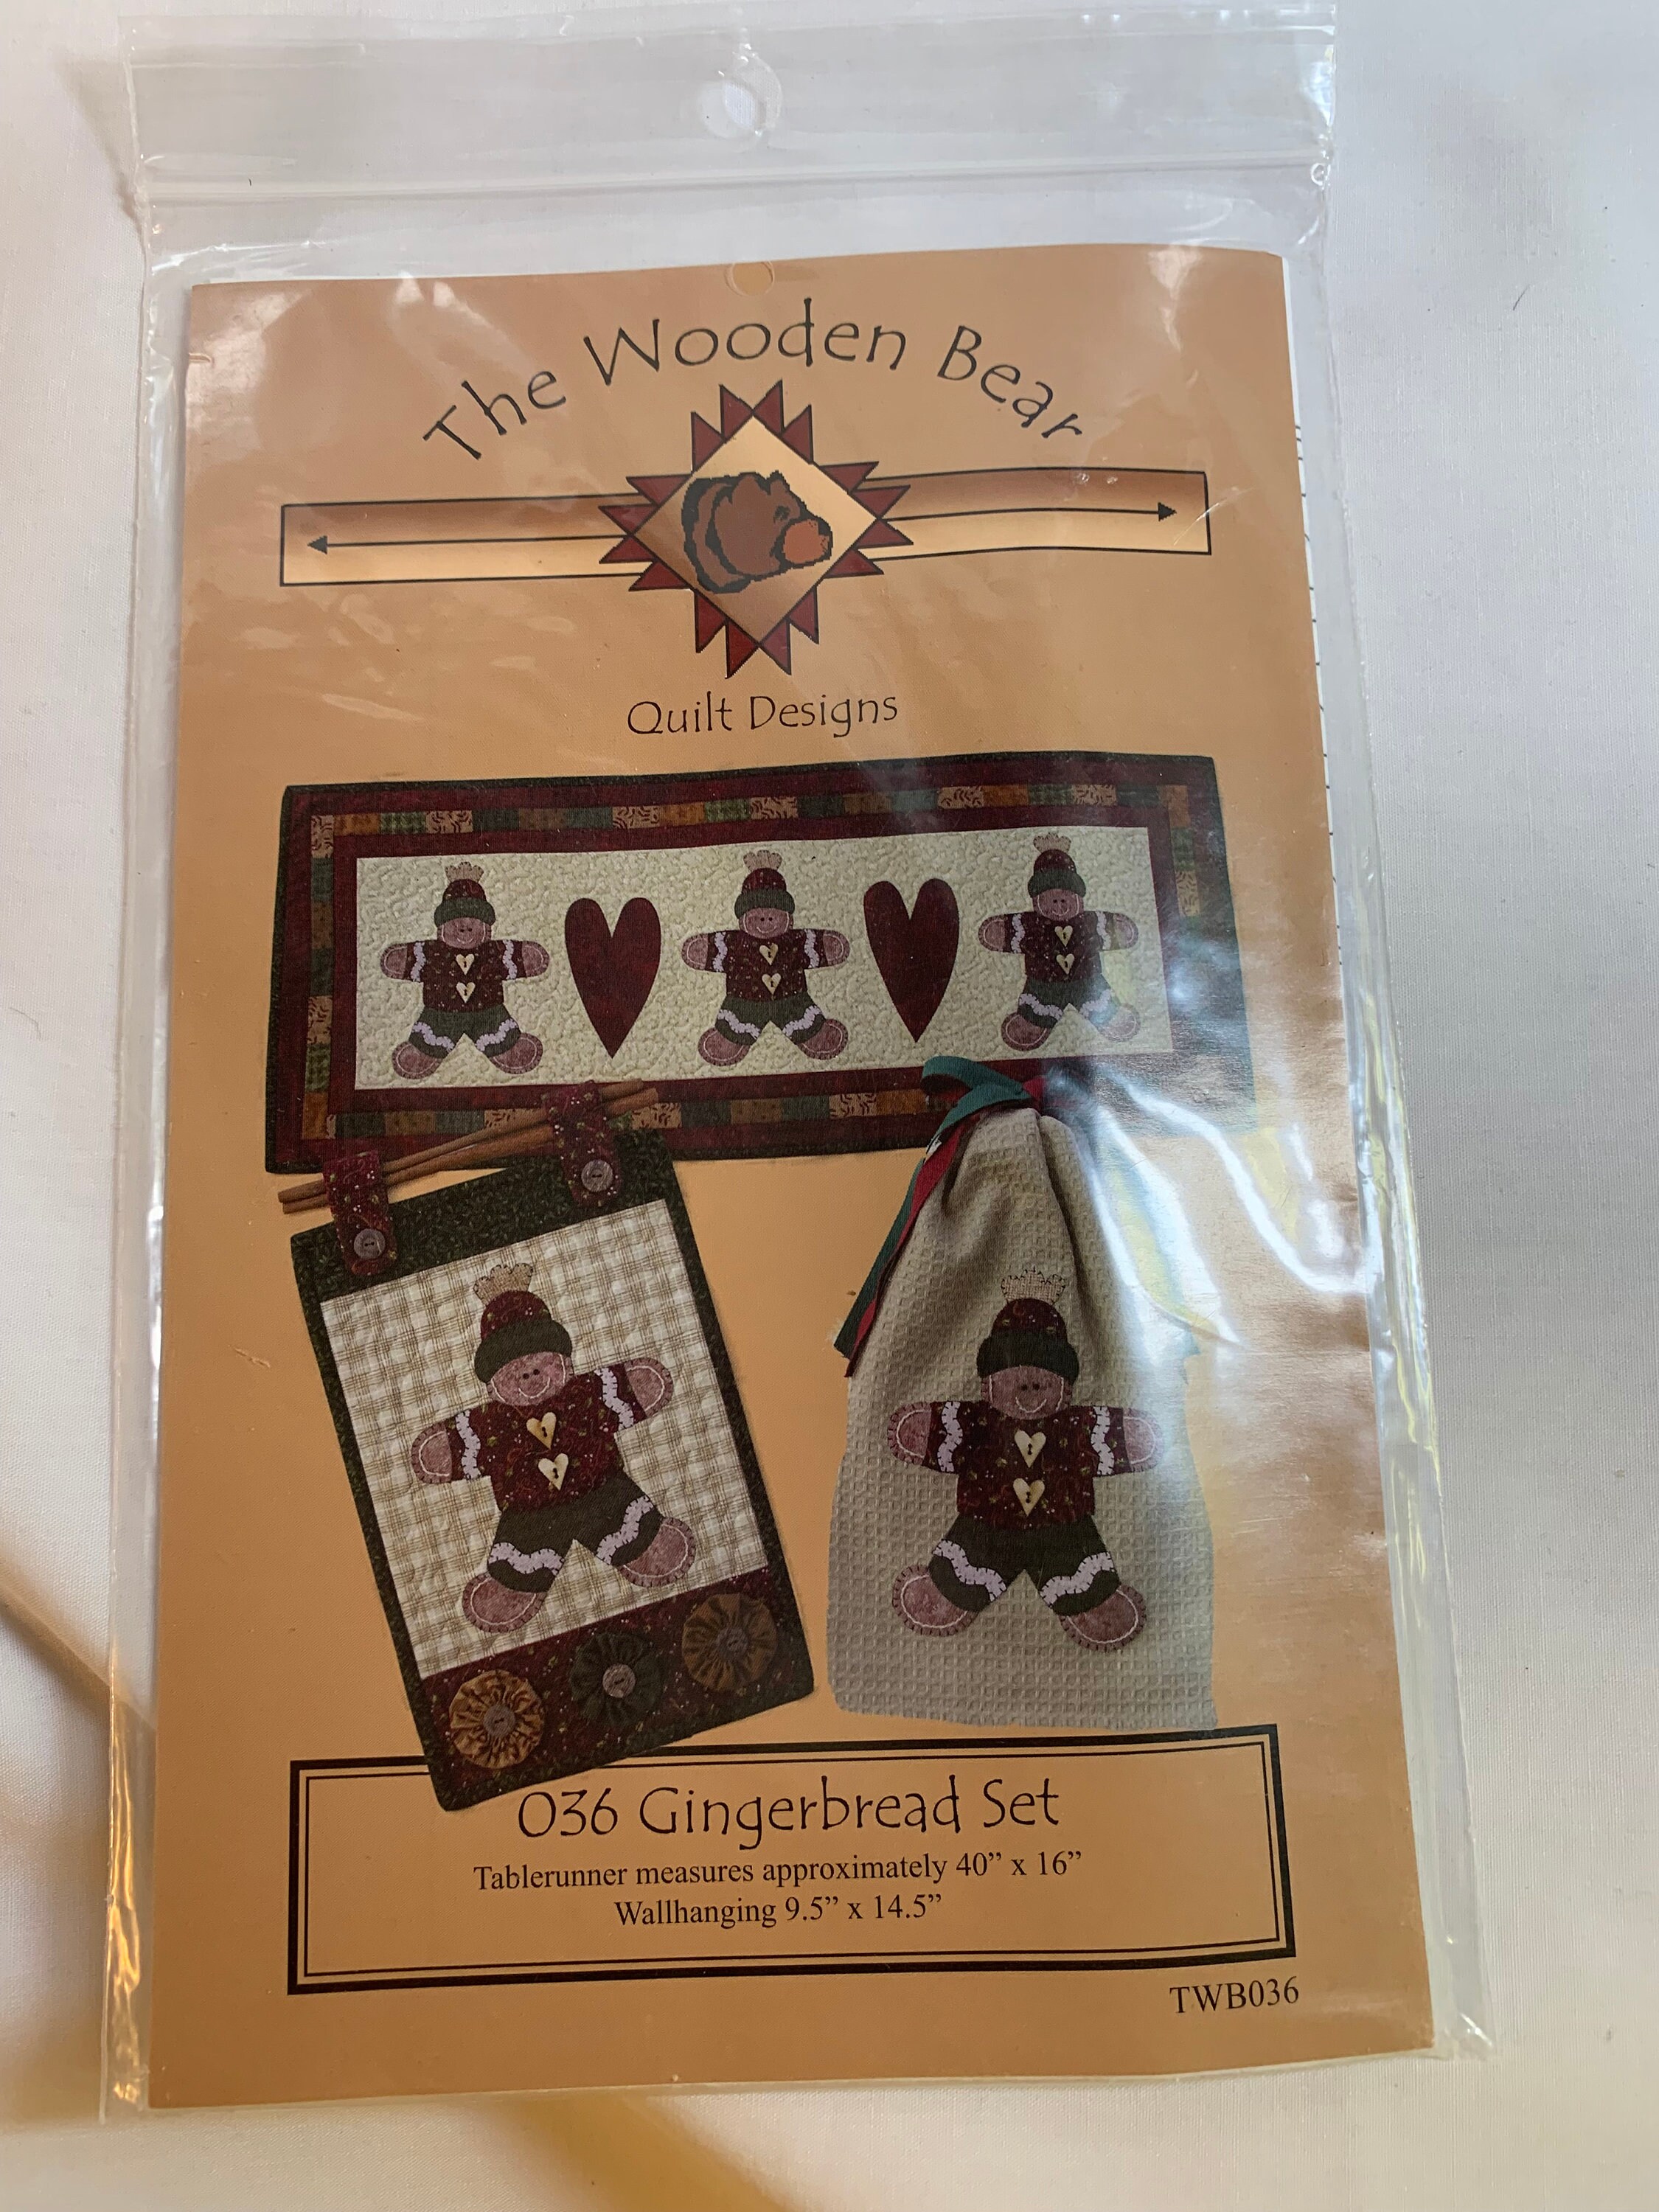 The Wooden Bear
Quilt Designs
036 Gingerbread Set
Tablerunner measures approximately 40” x 16”
Wallhanging 9.5” x 14.5”
TWB036